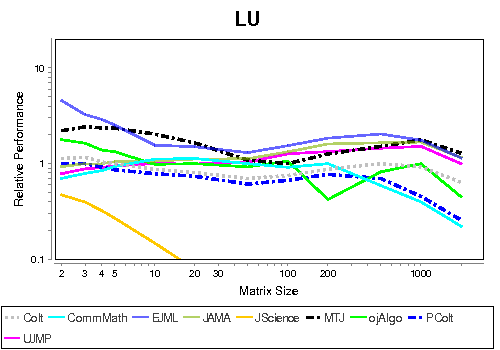 LU
10
Relative Performance
1
0.1
2 3 4 5 10 20 30 100 200 1000
Matrix Size
Colt CommMath EJML JAMA JScience MTJ ojAlgo PColt
UJMP